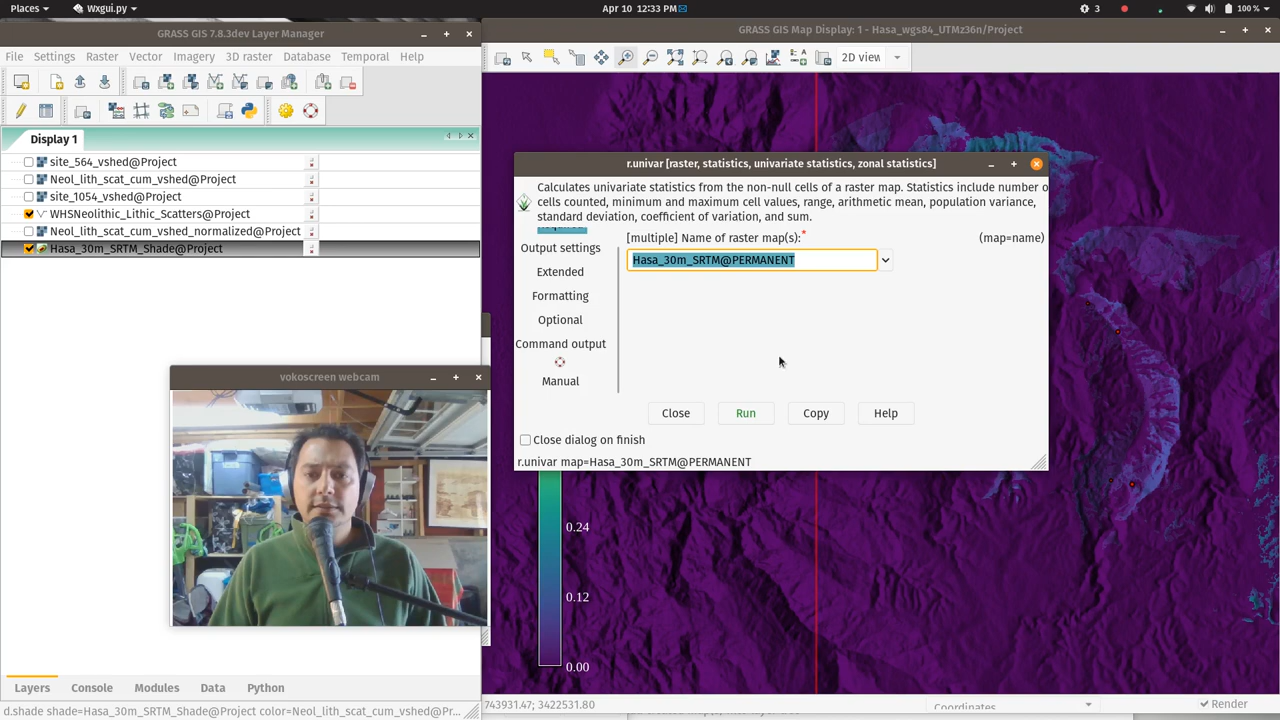 Places
Wxgui.py
Apr 10 12:33 PM
3
100 %
GRASS GIS 7.8.3dev Layer Manager
File Settings Raster Vector Imagery 3D raster Database Temporal Help
Display 1
site_564_vshed@Project
Neol_lith_scat_cum_vshed@Project
site_1054_vshed@Project
WHSNeolithic_Lithic_Scatters@Project
Neol_lith_scat_cum_vshed_normalized@Project
Hasa_30m_SRTM_Shade@Project
vokoscreen webcam
Layers Console Modules Data Python
d.shade shade=Hasa_30m_SRTM_Shade@Project color=Neol_lith_scat_cum_vshed@Pr...
GRASS GIS Map Display: 1 - Hasa_wgs84_UTMz36n/Project
2D view
r.univar [raster, statistics, univariate statistics, zonal statistics]
Calculates univariate statistics from the non-null cells of a raster map. Statistics include number o
cells counted, minimum and maximum cell values, range, arithmetic mean, population variance,
standard deviation, coefficient of variation, and sum.
Output settings
Extended
Formatting
Optional
Command output
Manual
[multiple] Name of raster map(s):* (map=name)
Hasa_30m_SRTM@PERMANENT
Close Run Copy Help
Close dialog on finish
r.univar map=Hasa_30m_SRTM@PERMANENT
0.24
0.12
0.00
743931.47; 3422531.80
Coordinates
Render